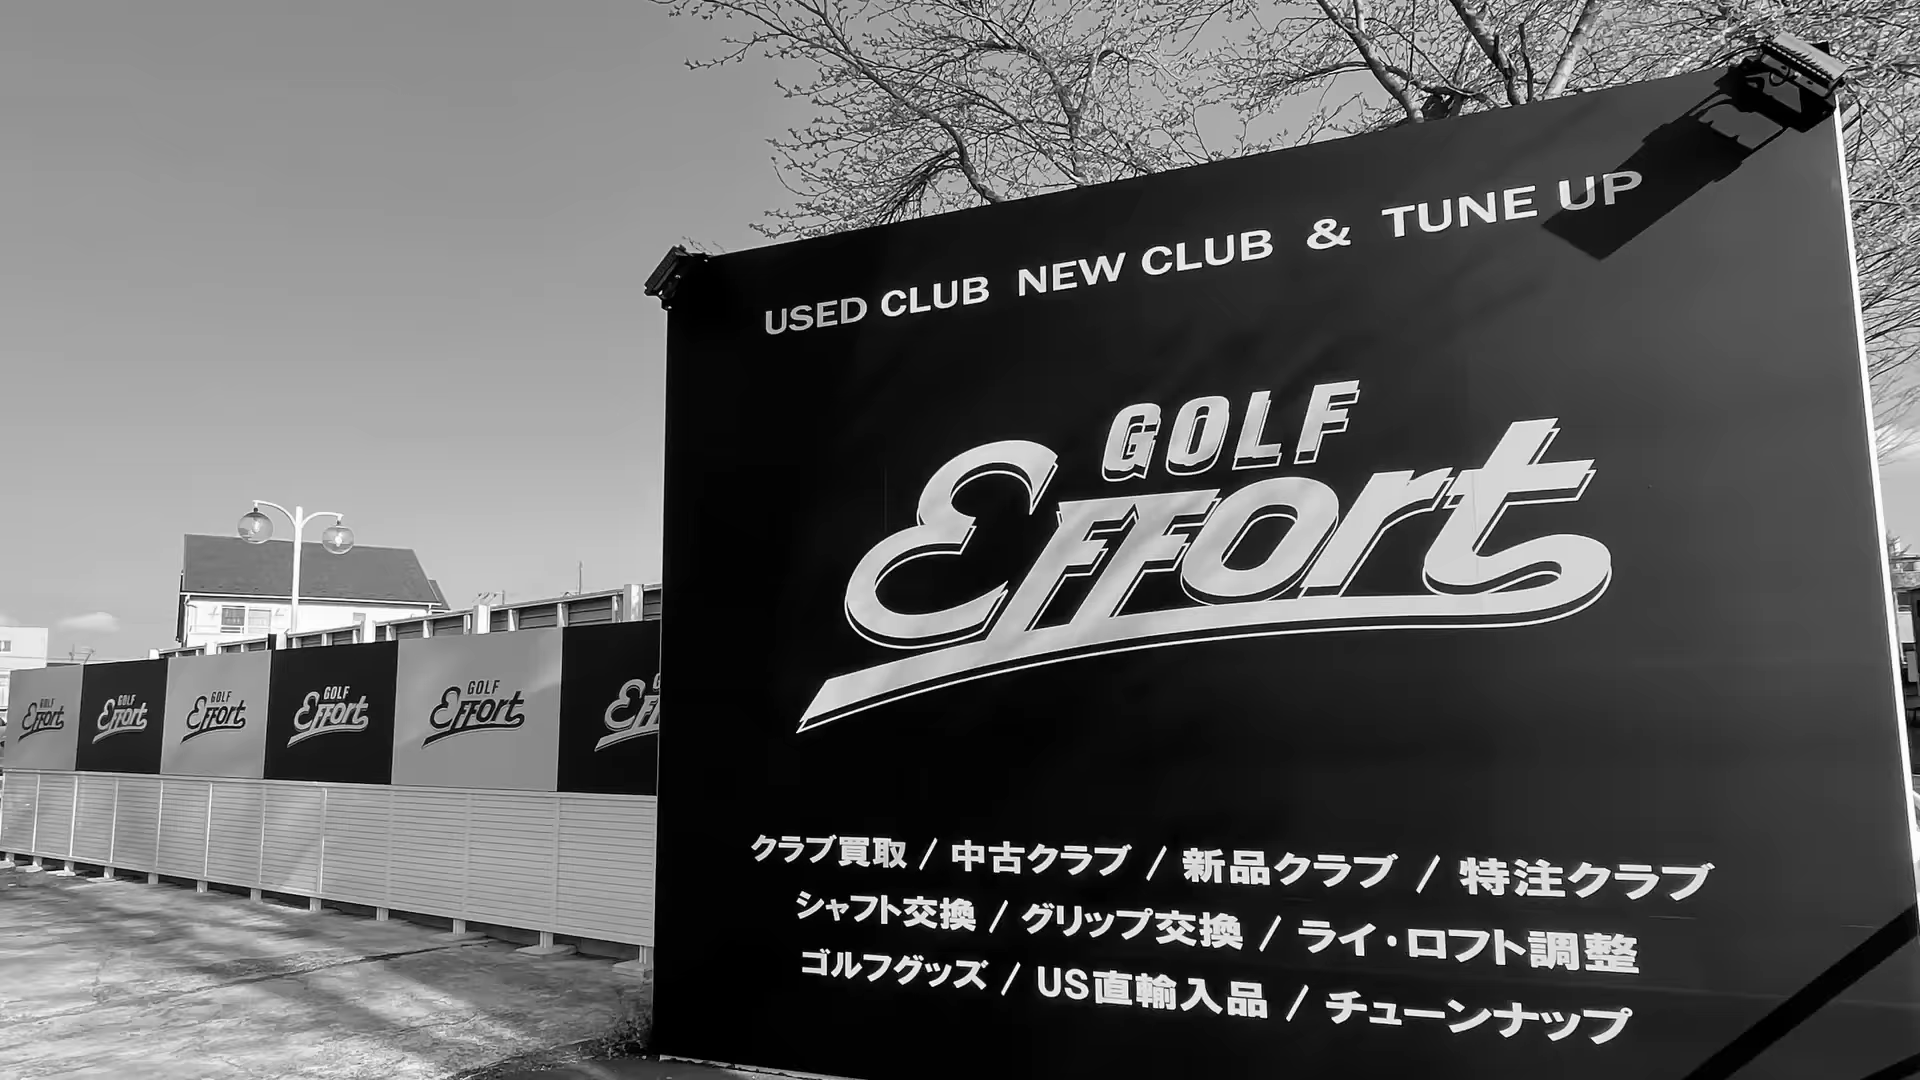 USED CLUB NEW CLUB & TUNE UP
GOLF
Effort
クラブ買取 / 中古クラブ / 新品クラブ / 特注クラブ
シャフト交換 / グリップ交換 / ライ・ロフト調整
ゴルフグッズ / US直輸入品 / チューンナップ
GOLF
Effort
GOLF
Effort
GOLF
Effort
GOLF
Effort
GOLF
Effort